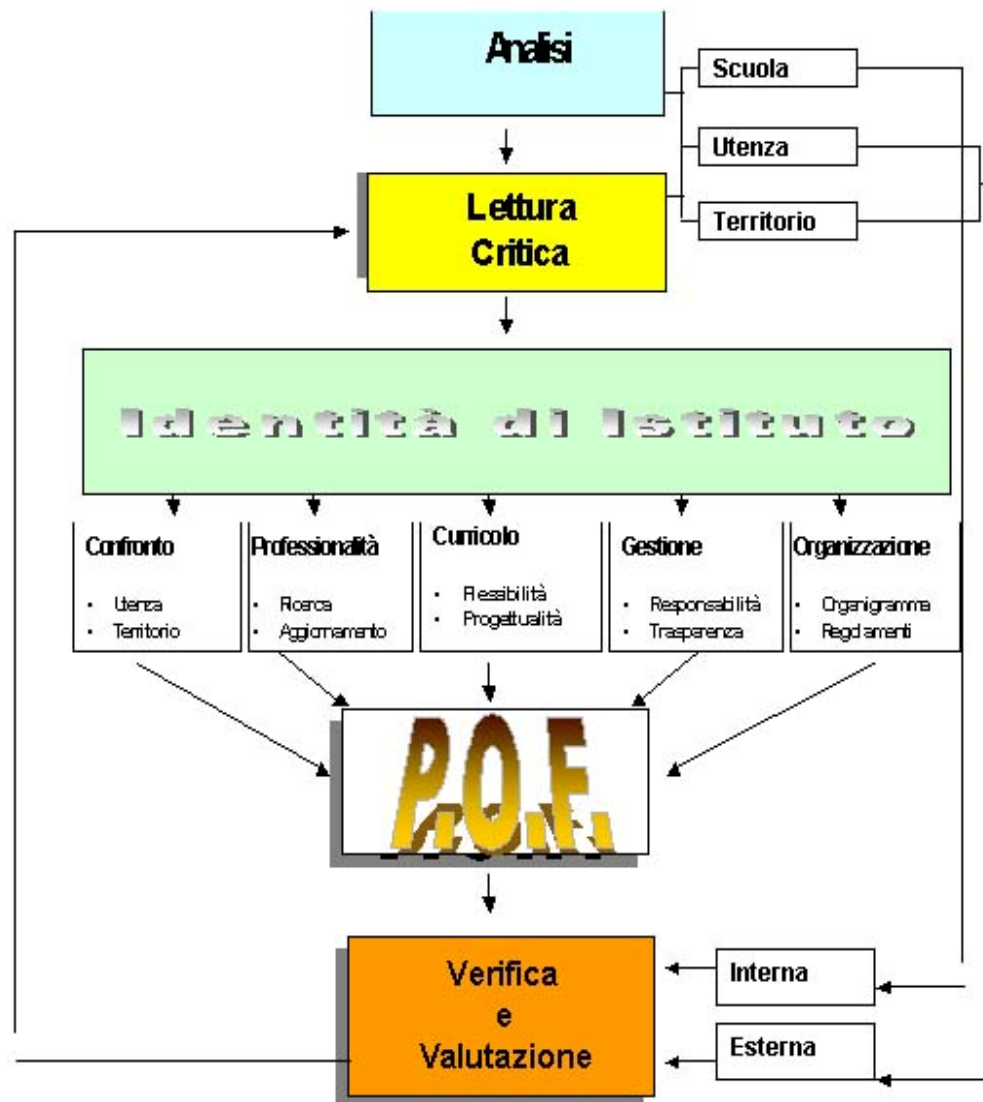 Analisi
Scuola
Utenza
Territorio
Lettura
Critica
Identità di Istituto
Confronto
• Utenza
• Territorio
Professionalità
• Ricerca
• Aggiornamento
Curricolo
• Flessibilità
• Progettualità
Gestione
• Responsabilità
• Trasparenza
Organizzazione
• Organigramma
• Regolamenti
P.O.F.
Verifica
e
Valutazione
Interna
Esterna